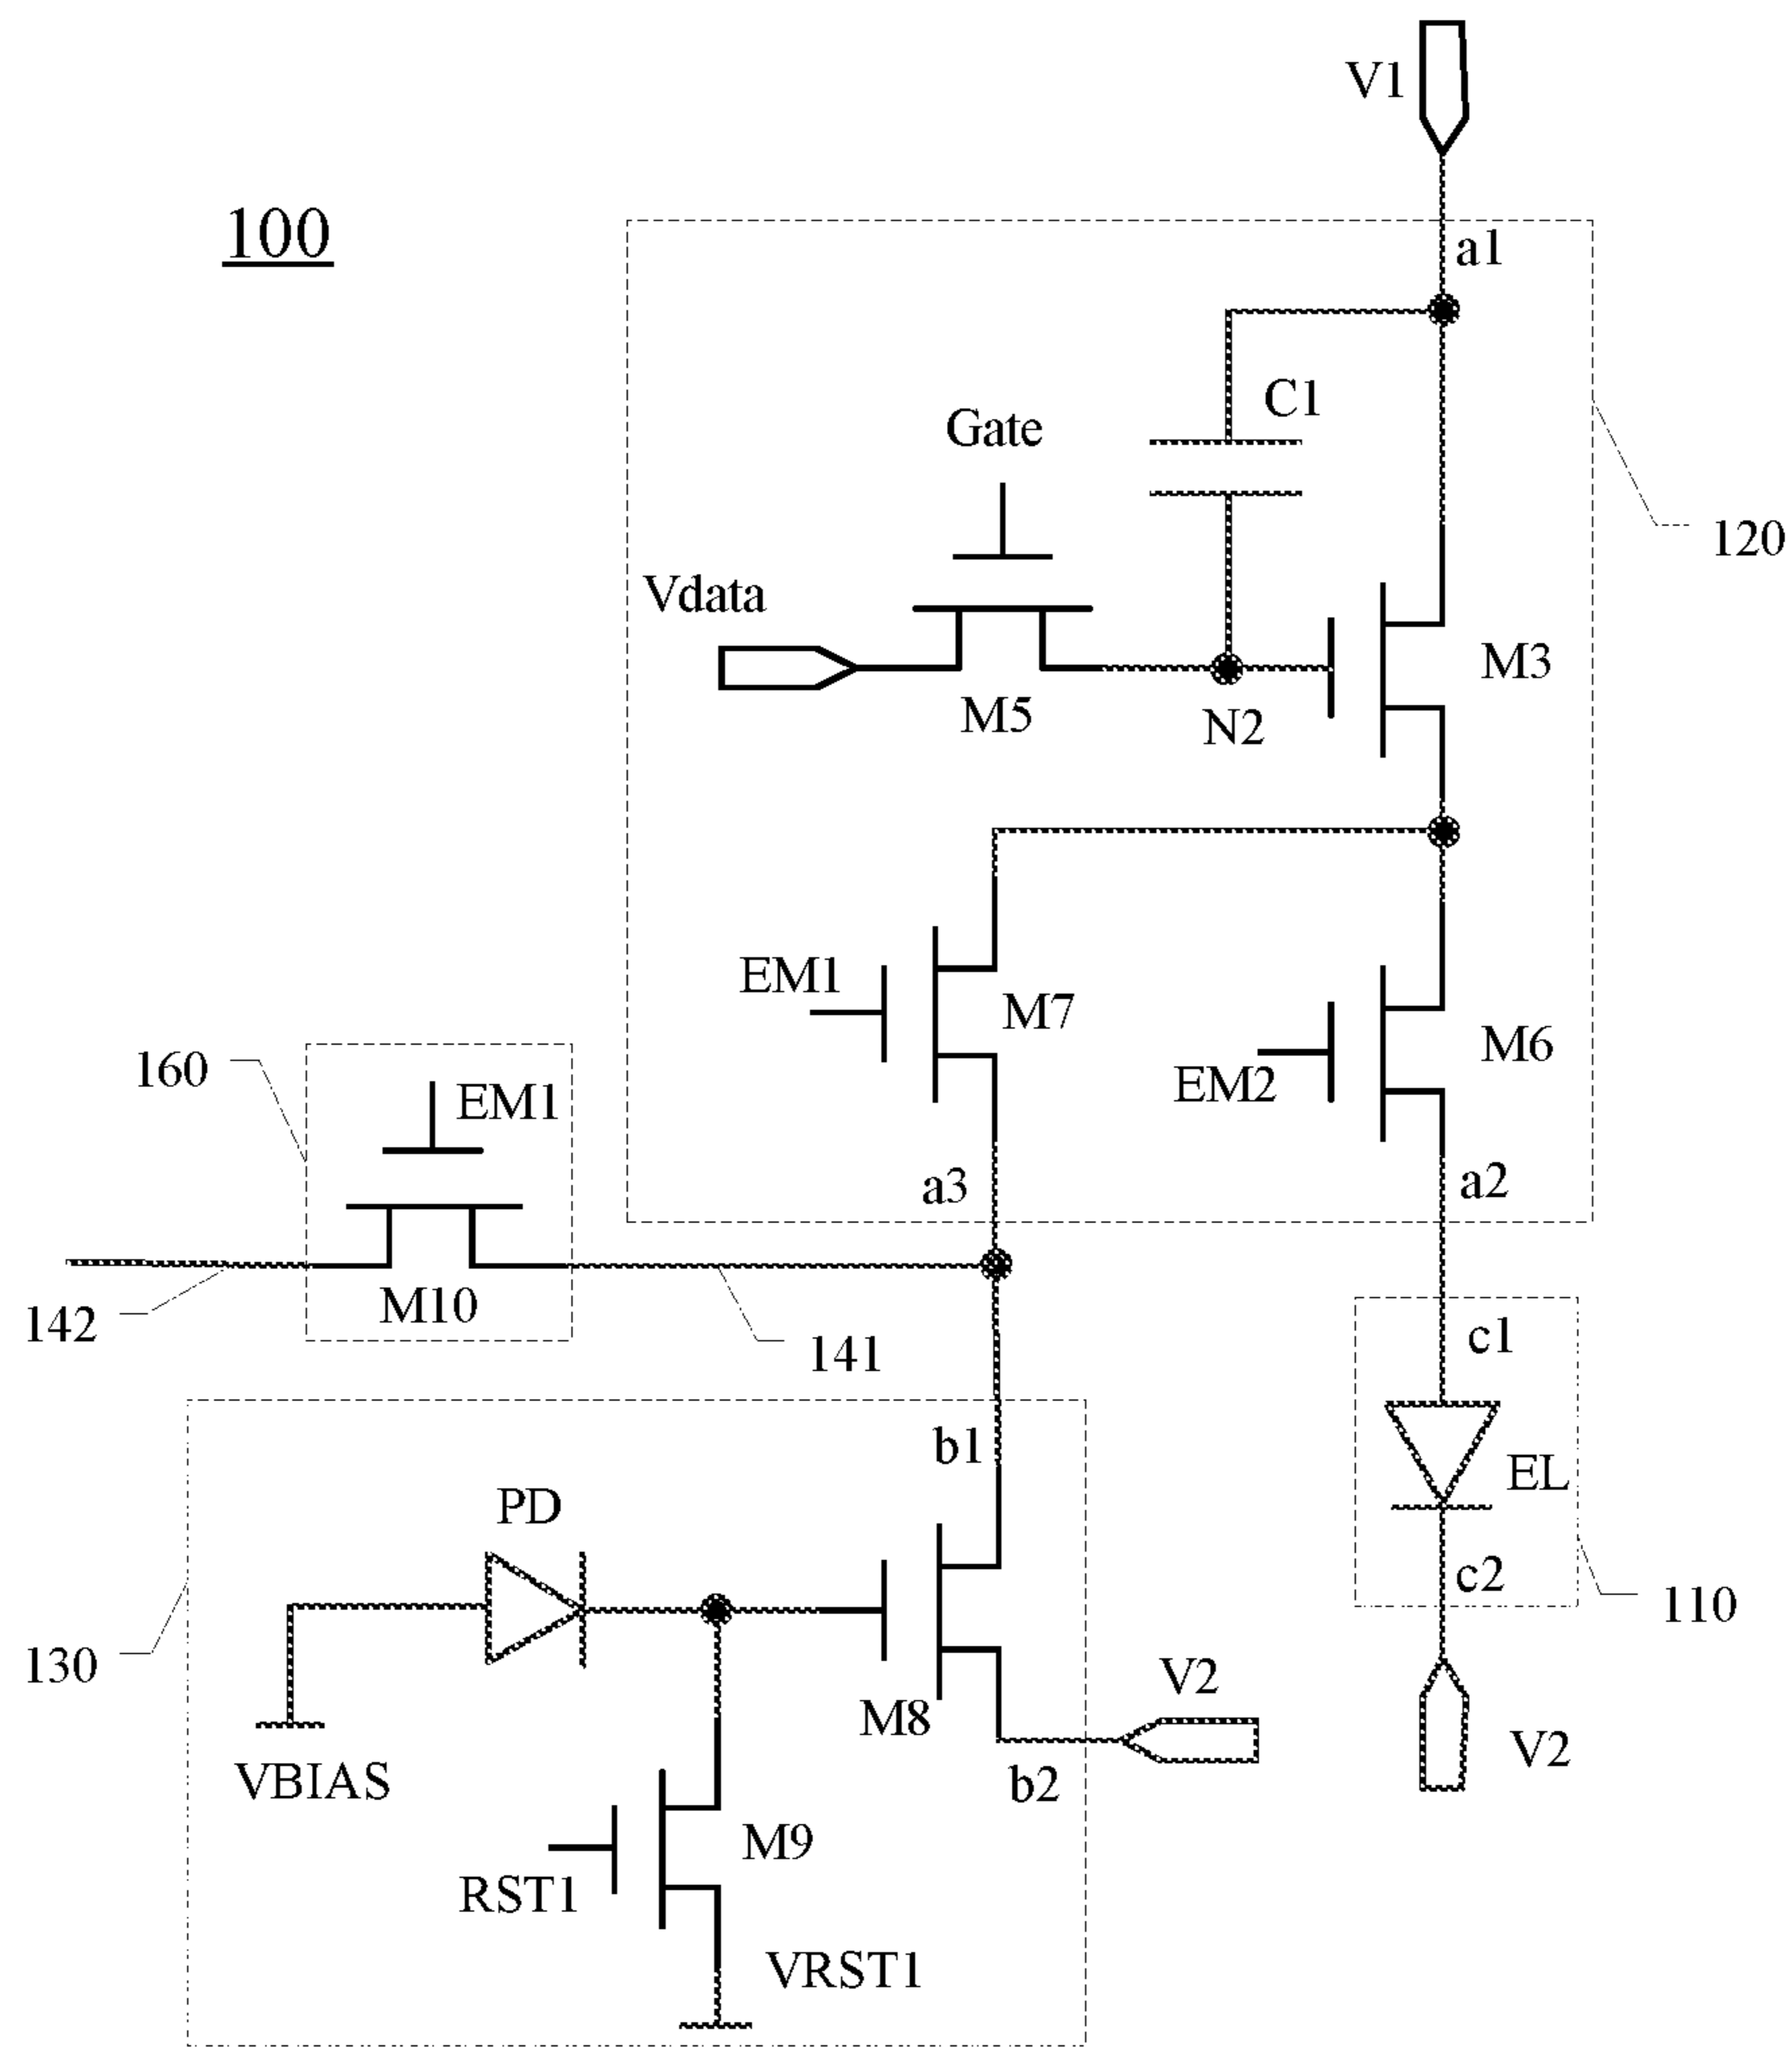 V1
100
a1
C1
Gate
120
Vdata
M3
M5
N2
EM1
M7
M6
160
EM1
EM2
a3
a2
M10
142
141
c1
b1
PD
EL
c2
110
130
V2
M8
V2
VBIAS
b2
M9
RST1
VRST1